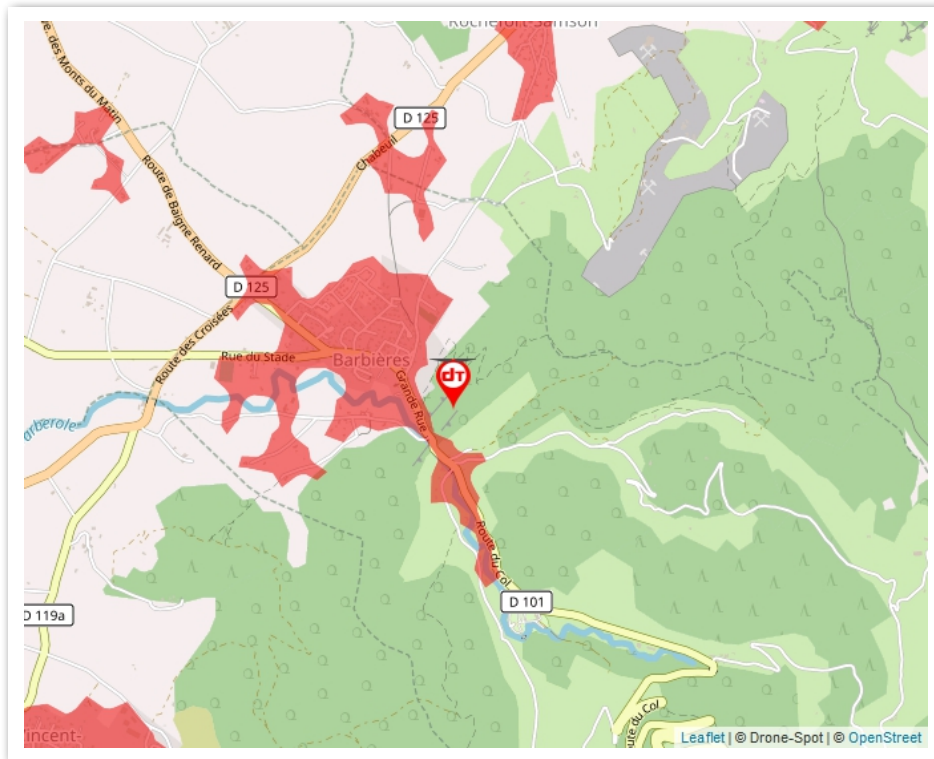 Rochefort-Samson
e. des Monts du Matin
D 125
Chabeuil
Route de Baigne Renard
D 125
Route des Croisées
Rue du Stade
Barbières
dT
Grande Rue
arberole
Route du Col
D 101
D 119a
ute du Col
Vincent-
Leaflet | © Drone-Spot | © OpenStreet